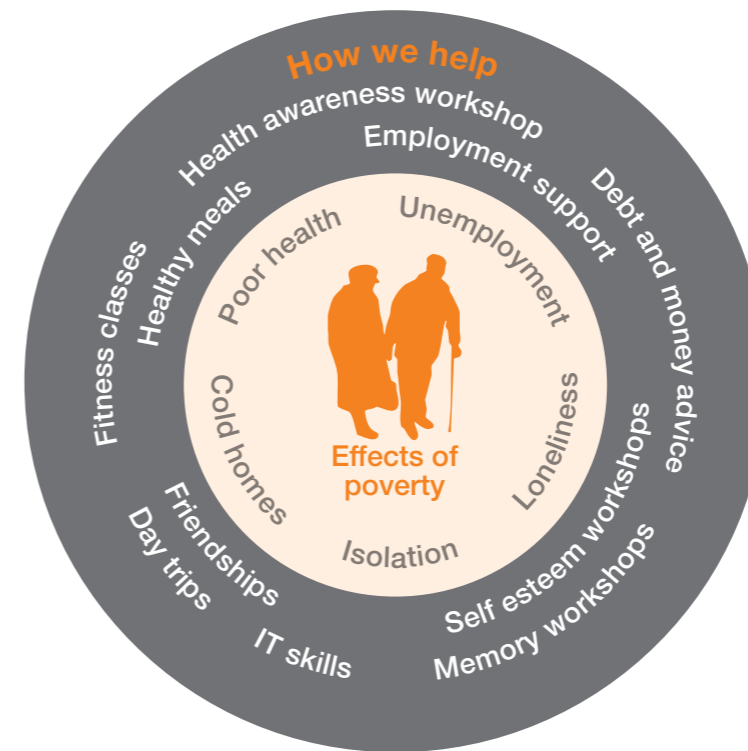 How we help
Health awareness workshop
Employment support
Debt and money advice
Self esteem workshops
Memory workshops
IT skills
Friendships
Day trips
Fitness classes
Healthy meals
Poor health
Unemployment
Loneliness
Isolation
Cold homes
Effects of
poverty